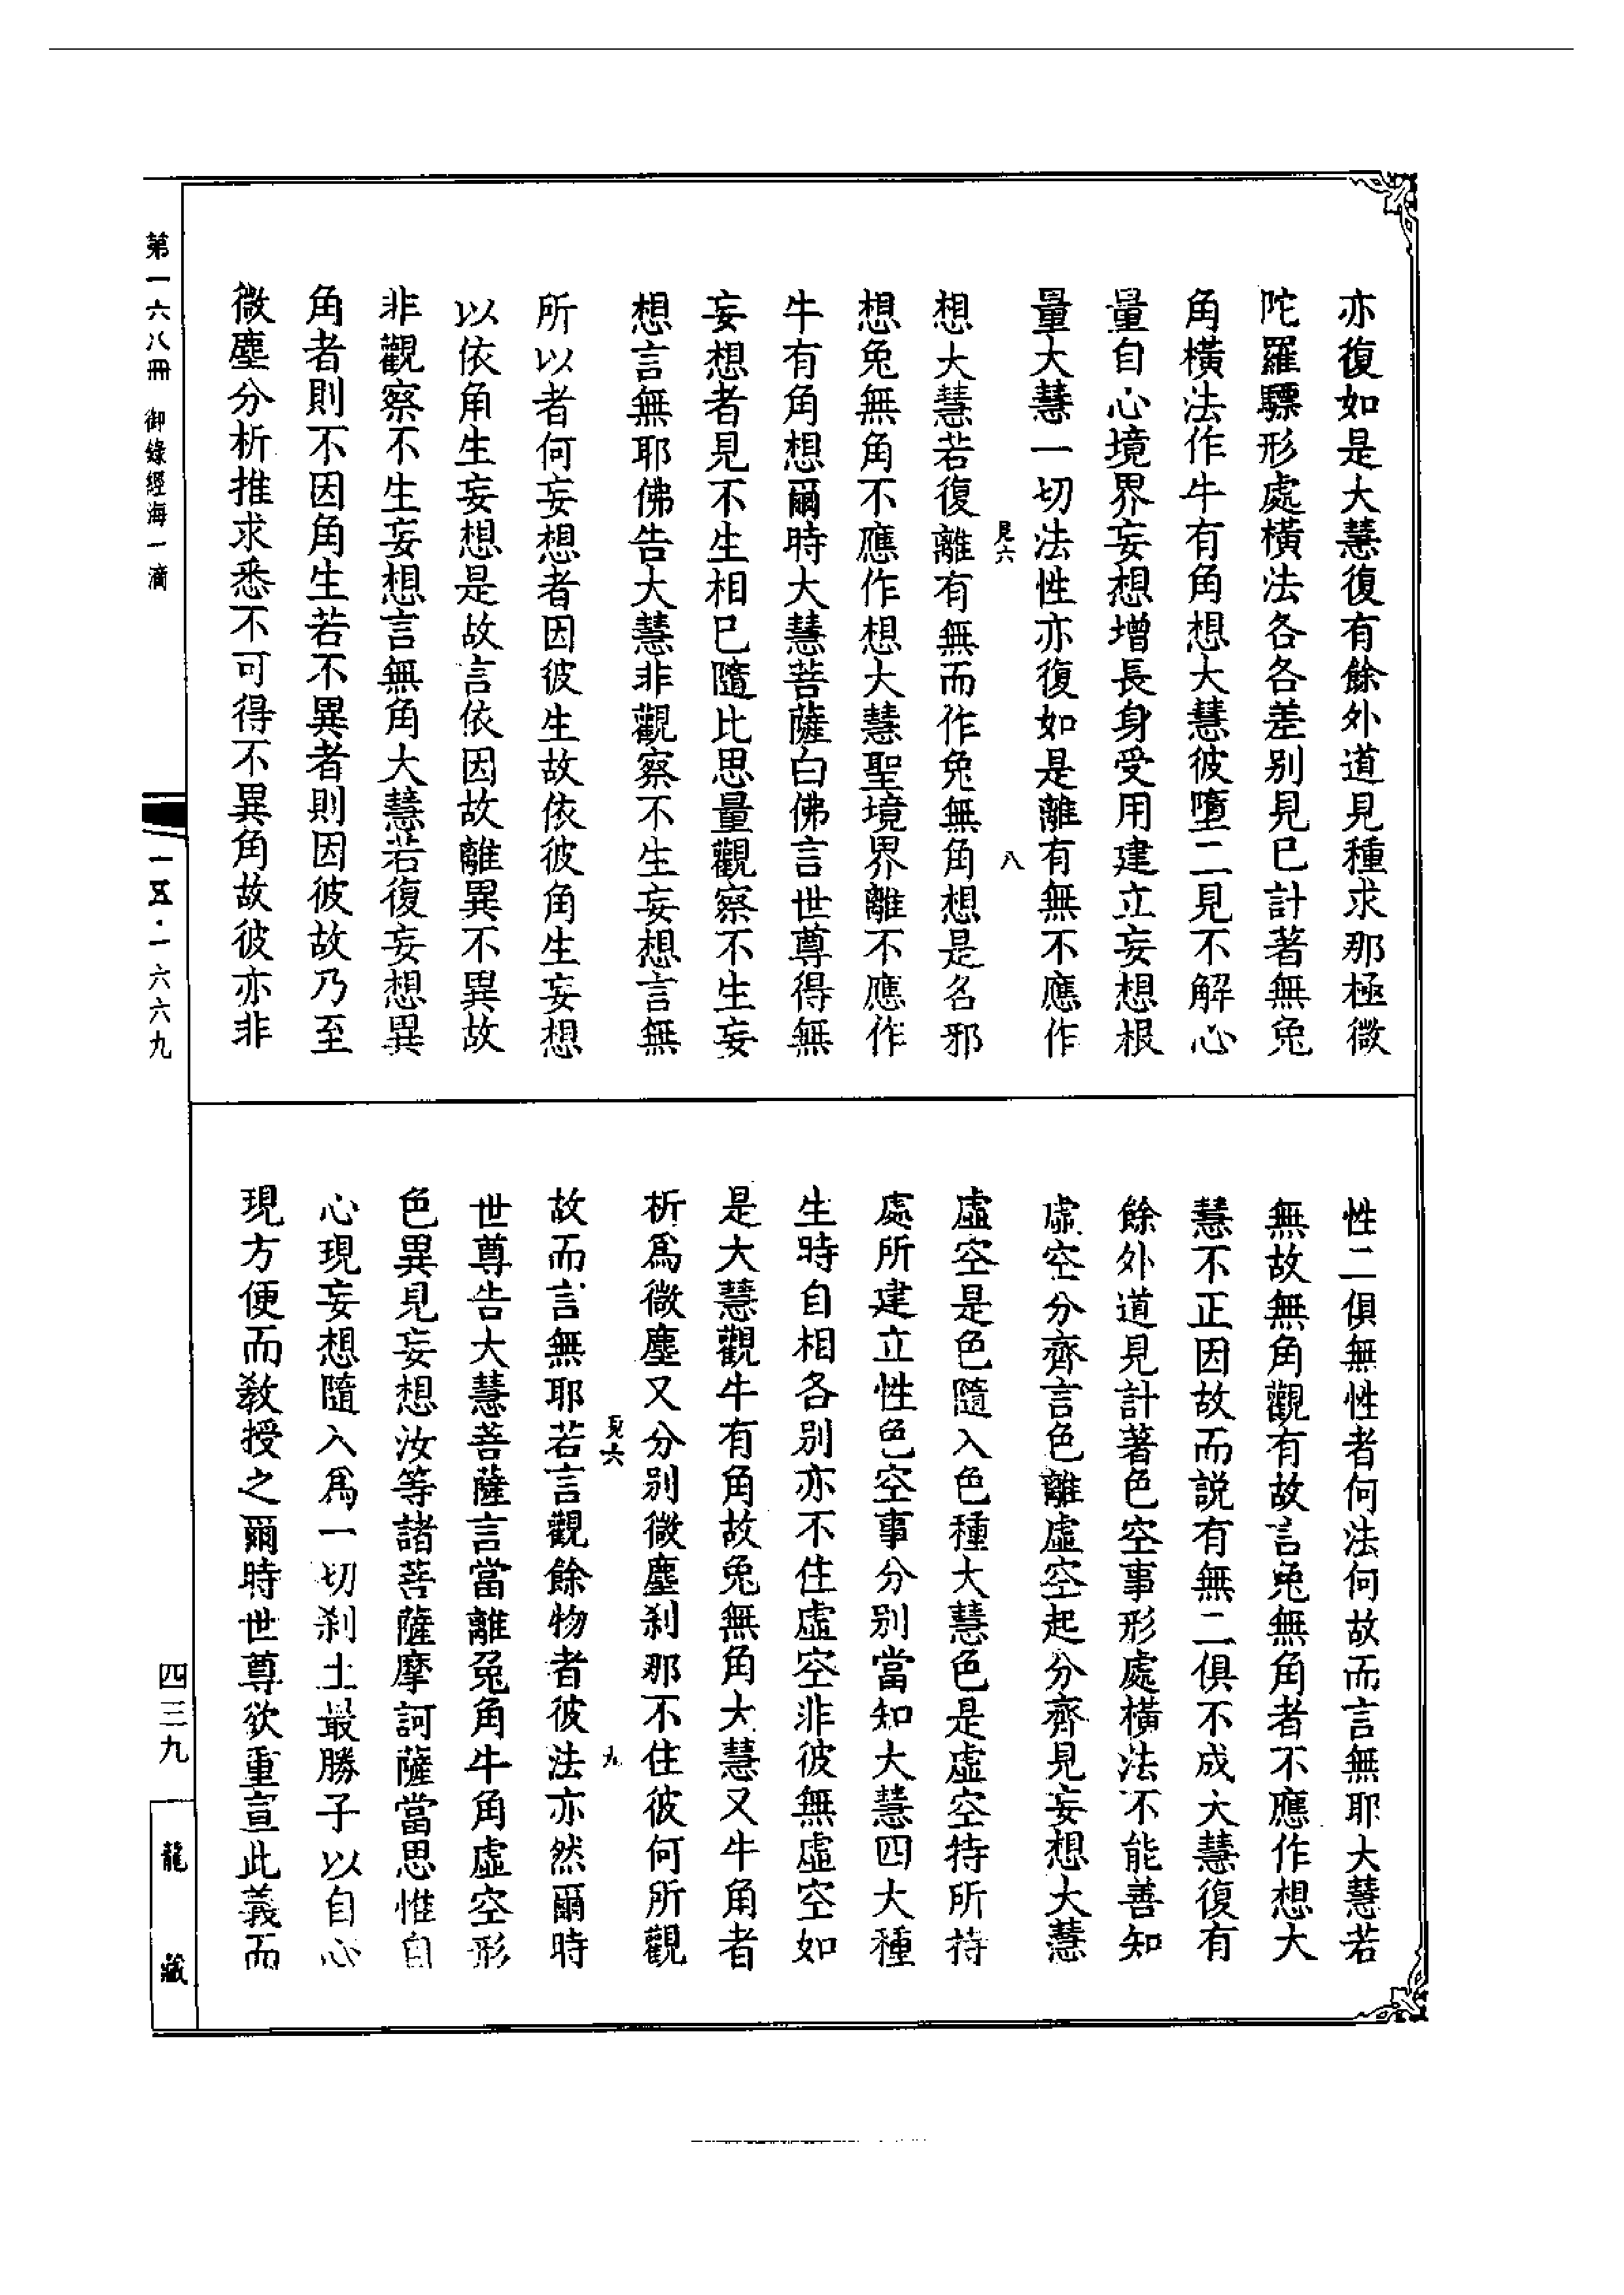 亦復如是大慧復有餘外道見種求那極微
陀羅驃形處橫法各各差別見已計著無兔
角橫法作牛有角想大慧彼墮二見不解心
量自心境界妄想增長身受用建立妄想根
量大慧一切法性亦復如是離有無不應作
見六
八
想大慧若復離有無而作兔無角想是名邪
想兔無角不應作想大慧聖境界離不應作
牛有角想爾時大慧菩薩白佛言世尊得無
妄想者見不生相已隨比思量觀察不生妄
想言無耶佛告大慧非觀察不生妄想言無
所以者何妄想者因彼生故依彼角生妄想
以依角生妄想是故言依因故離異不異故
非觀察不生妄想言無角大慧若復妄想異
角者則不因角生若不異者則因彼故乃至
微塵分析推求悉不可得不異角故彼亦非
性二俱無性者何法何故而言無耶大慧若
無故無角觀有故言兔無角者不應作想大
慧不正因故而說有無二俱不成大慧復有
餘外道見計著色空事形處橫法不能善知
虛空分齊言色離虛空起分齊見妄想大慧
虛空是色隨入色種大慧色是虛空持所持
處所建立性色空事分別當知大慧四大種
生時自相各別亦不住虛空非彼無虛空如
是大慧觀牛有角故兔無角大慧又牛角者
析爲微塵又分別微塵剎那不住彼何所觀
見六
九
故而言無耶若言觀餘物者彼法亦然爾時
世尊告大慧菩薩言當離兔角牛角虛空形
色異見妄想汝等諸菩薩摩訶薩當思惟自
心現妄想隨入爲一切剎土最勝子以自心
現方便而教授之爾時世尊欲重宣此義而
第一六八冊 御錄經海一滴
一五·一六六九
四三九
龍藏